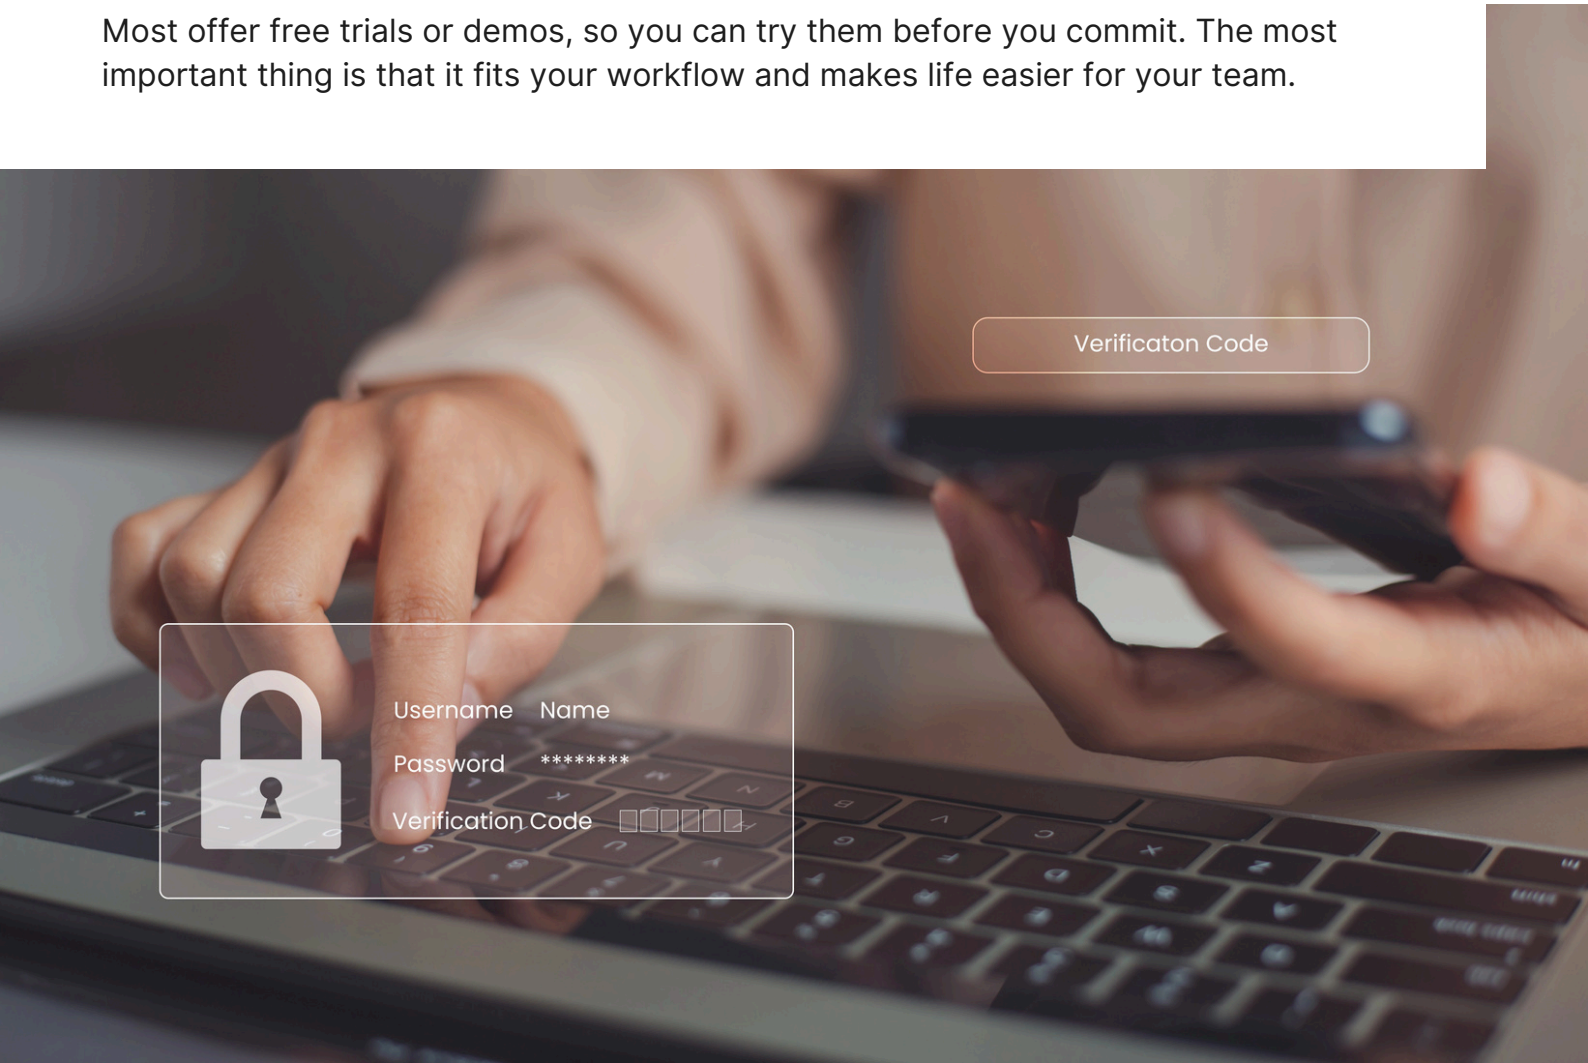 Most offer free trials or demos, so you can try them before you commit. The most
important thing is that it fits your workflow and makes life easier for your team.
Verificaton Code
Username Name
Password ********
Verification Code